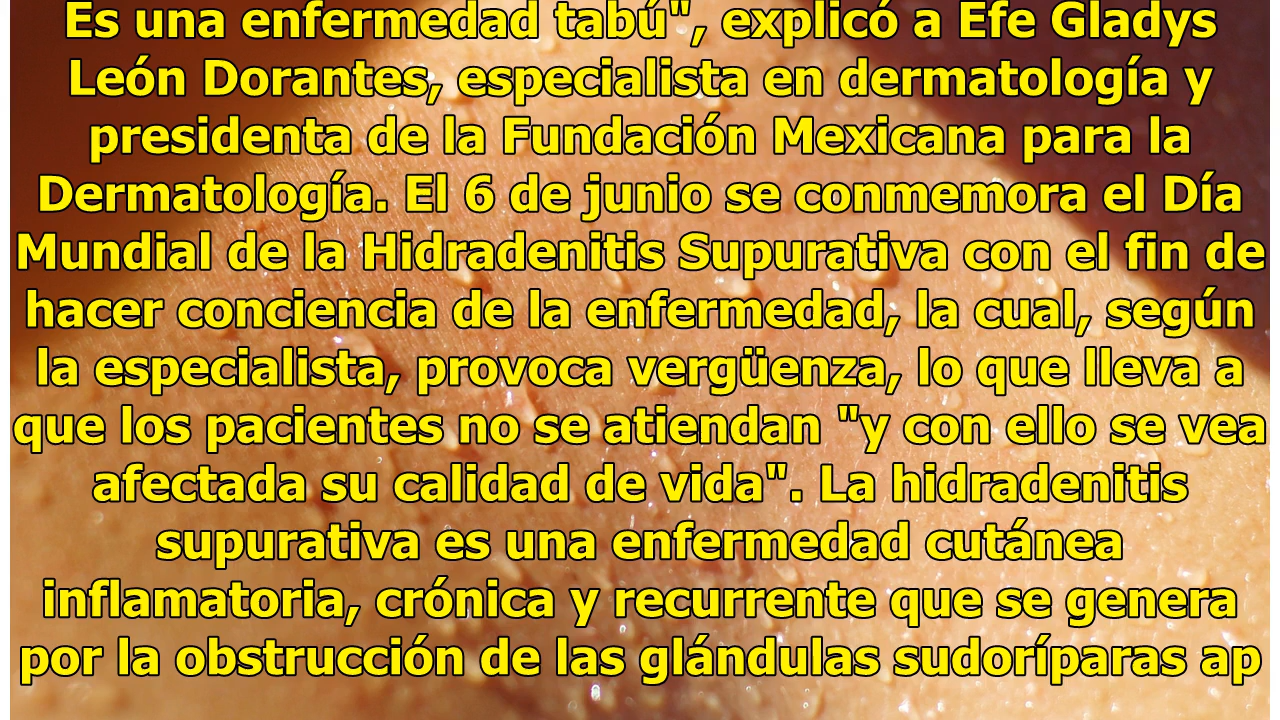 Es una enfermedad tabú", explicó a Efe Gladys
León Dorantes, especialista en dermatología y
presidenta de la Fundación Mexicana para la
Dermatología. El 6 de junio se conmemora el Día
Mundial de la Hidradenitis Supurativa con el fin de
hacer conciencia de la enfermedad, la cual, según
la especialista, provoca vergüenza, lo que lleva a
que los pacientes no se atiendan "y con ello se vea
afectada su calidad de vida". La hidradenitis
supurativa es una enfermedad cutánea
inflamatoria, crónica y recurrente que se genera
por la obstrucción de las glándulas sudoríparas ap